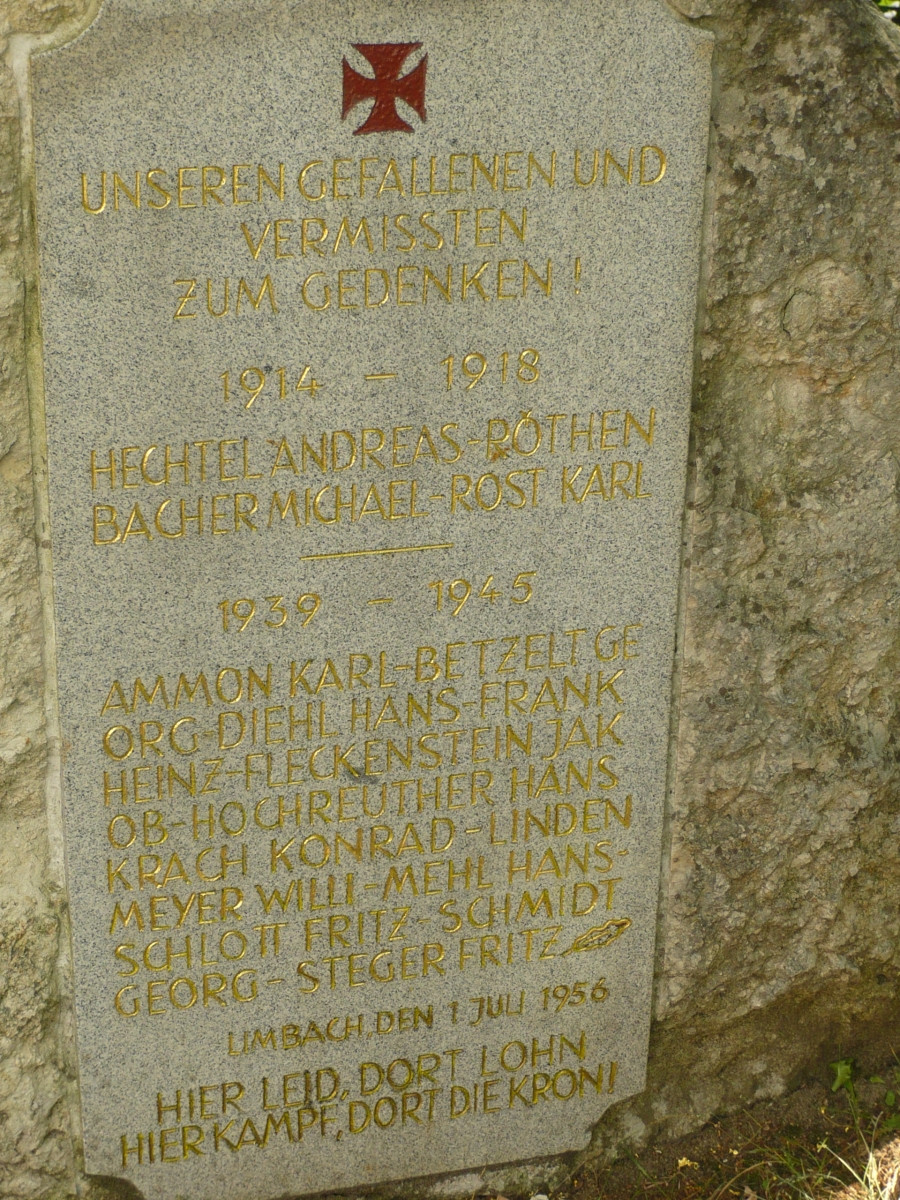 UNSEREN GEFALLENEN UND
VERMISSTEN
ZUM GEDENKEN !
1914 – 1918
HECHTEL ANDREAS-RÖTHEN
BACHER MICHAEL-RÖST KARL
1939 – 1945
AMMON KARL-BETZELT GE
ORG-DIEHL HANS-FRANK
HEINZ-FLECKENSTEIN JAK
OB-HOCHREUTHER HANS
KRACH KONRAD-LINDEN
MEYER WILLI-MEHL HANS-
SCHLOTT FRITZ-SCHMIDT
GEORG-STEGER FRITZ
LIMBACH, DEN 1 JULI 1956
HIER LEID, DORT LOHN
HIER KAMPF, DORT DIE KRON!